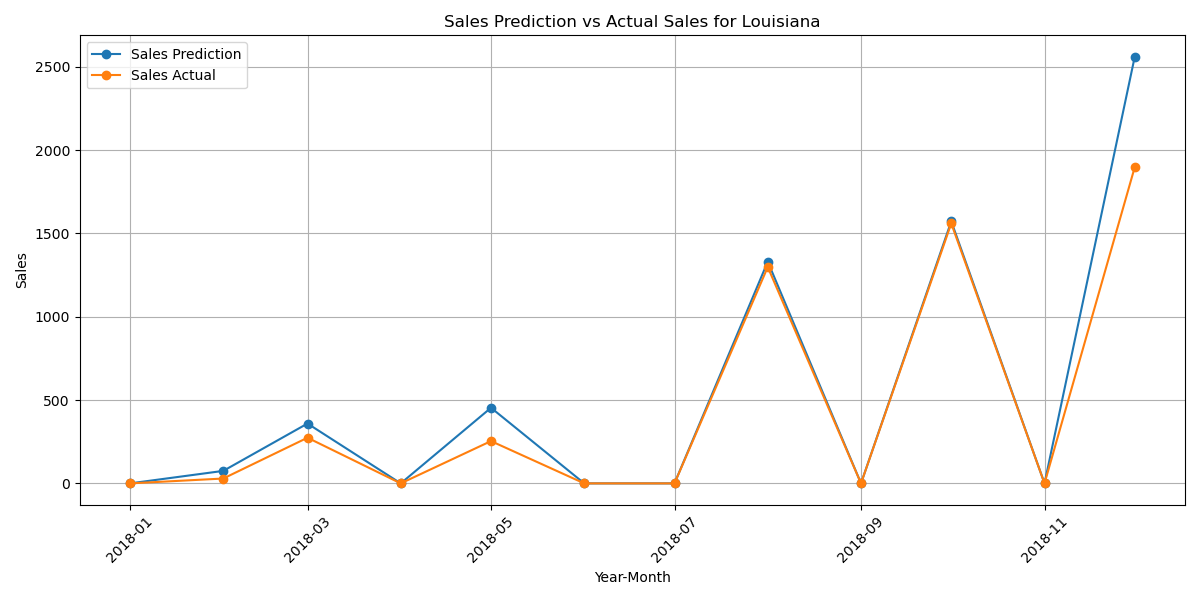 Sales Prediction vs Actual Sales for Louisiana
Sales Prediction
Sales Actual
2500
2000
1500
1000
500
0
Sales
2018-01
2018-03
2018-05
2018-07
2018-09
2018-11
Year-Month